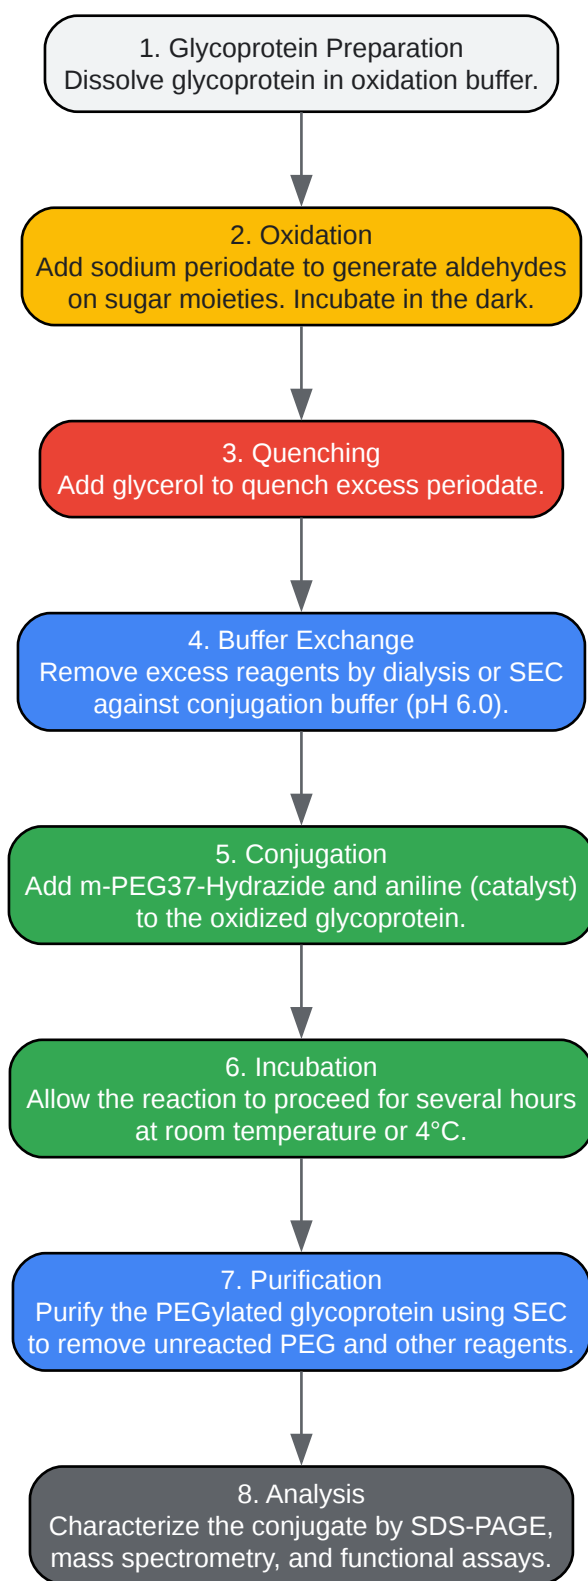 1. Glycoprotein Preparation
Dissolve glycoprotein in oxidation buffer.
2. Oxidation
Add sodium periodate to generate aldehydes
on sugar moieties. Incubate in the dark.
3. Quenching
Add glycerol to quench excess periodate.
4. Buffer Exchange
Remove excess reagents by dialysis or SEC
against conjugation buffer (pH 6.0).
5. Conjugation
Add m-PEG37-Hydrazide and aniline (catalyst)
to the oxidized glycoprotein.
6. Incubation
Allow the reaction to proceed for several hours
at room temperature or 4°C.
7. Purification
Purify the PEGylated glycoprotein using SEC
to remove unreacted PEG and other reagents.
8. Analysis
Characterize the conjugate by SDS-PAGE,
mass spectrometry, and functional assays.